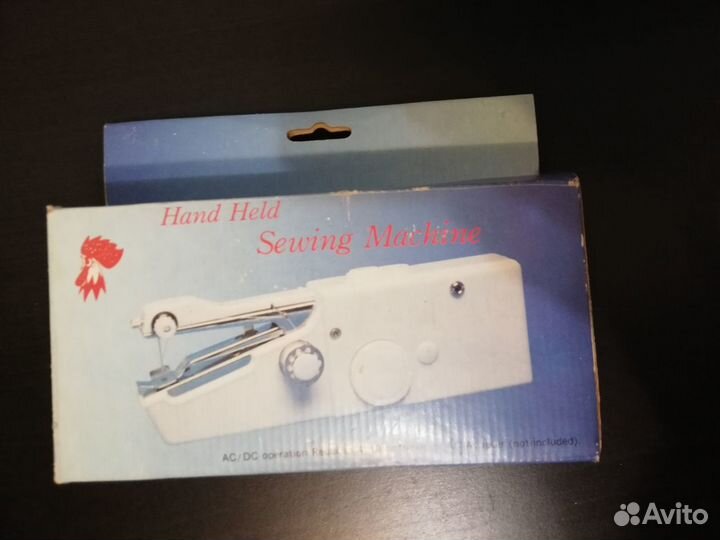 Hand Held
Sewing Machine
AC/DC operation (not included).
Avito